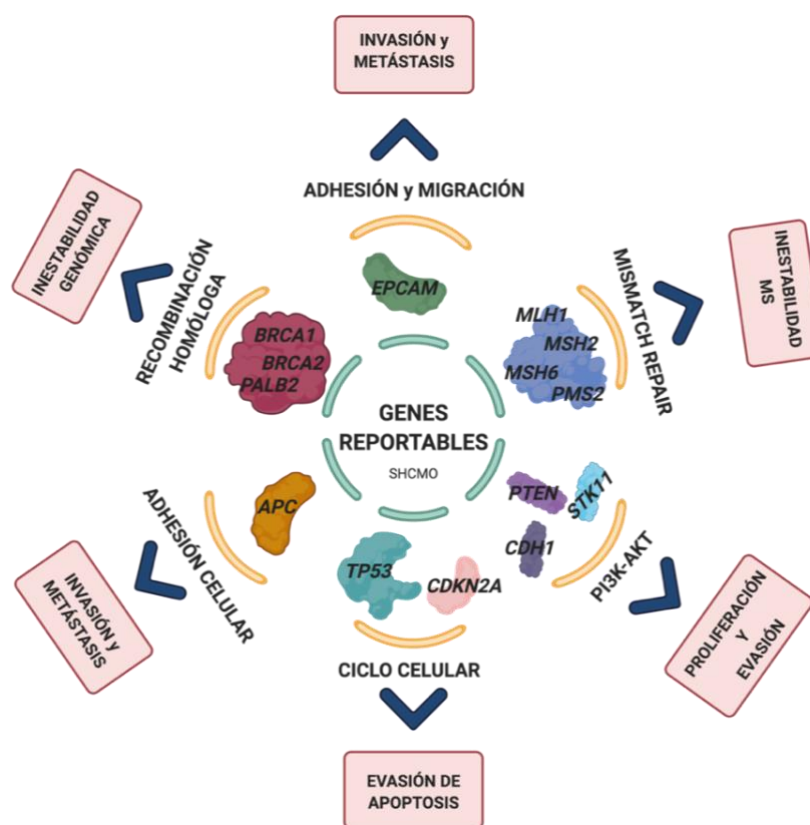 INVASIÓN y
METÁSTASIS
ADHESIÓN y MIGRACIÓN
EPCAM
INESTABILIDAD
GENÓMICA
RECOMBINACIÓN
HOMÓLOGA
BRCA1
BRCA2
PALB2
MLH1
MSH2
MSH6
PMS2
MISMATCH REPAIR
INESTABILIDAD
MS
GENES
REPORTABLES
SHCMO
APC
ADHESIÓN CELULAR
INVASIÓN y
METÁSTASIS
TP53
CDKN2A
CICLO CELULAR
EVASIÓN DE
APOPTOSIS
PTEN
STK11
CDH1
PI3K-AKT
PROLIFERACIÓN
Y
EVASIÓN